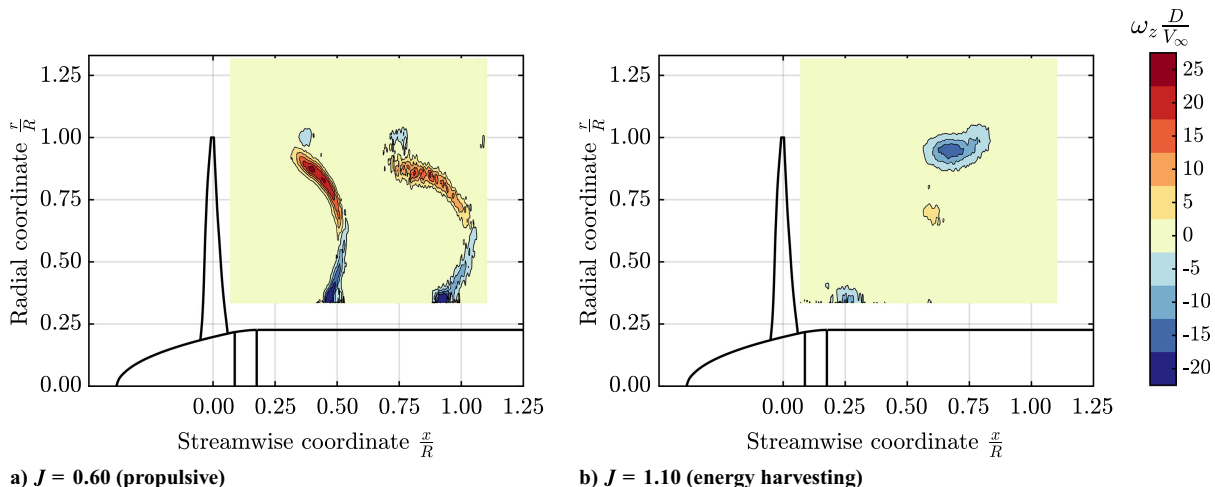 ω_z D/V_∞
1.25
1.00
0.75
0.50
0.25
0.00
Radial coordinate r/R
0.00 0.25 0.50 0.75 1.00 1.25
Streamwise coordinate x/R
a) J = 0.60 (propulsive)
1.25
1.00
0.75
0.50
0.25
0.00
Radial coordinate r/R
0.00 0.25 0.50 0.75 1.00 1.25
Streamwise coordinate x/R
b) J = 1.10 (energy harvesting)
25
20
15
10
5
0
-5
-10
-15
-20